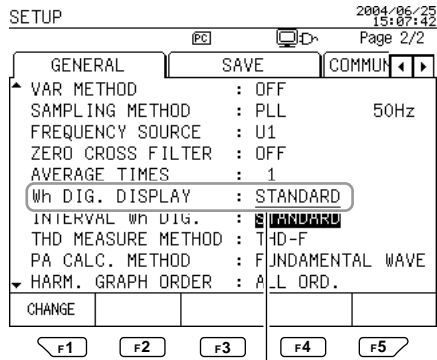 SETUP
2004/06/25
15:07:42
PC
Page 2/2
GENERAL SAVE COMMUN
VAR METHOD : OFF
SAMPLING METHOD : PLL 50Hz
FREQUENCY SOURCE : U1
ZERO CROSS FILTER : OFF
AVERAGE TIMES : 1
Wh DIG. DISPLAY : STANDARD
INTERVAL Wh DIG. : STANDARD
THD MEASURE METHOD : THD-F
PA CALC. METHOD : FUNDAMENTAL WAVE
HARM. GRAPH ORDER : ALL ORD.
CHANGE
F1 F2 F3 F4 F5